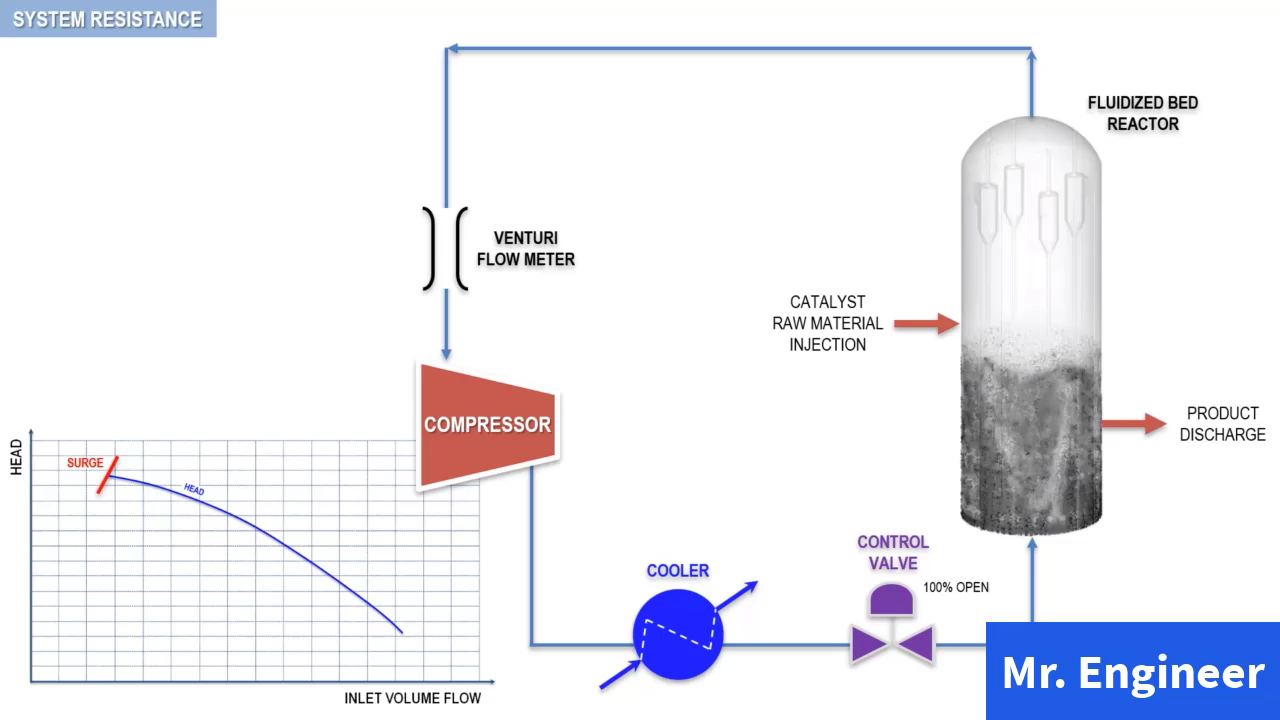 SYSTEM RESISTANCE
FLUIDIZED BED
REACTOR
VENTURI
FLOW METER
CATALYST
RAW MATERIAL
INJECTION
COMPRESSOR
PRODUCT
DISCHARGE
HEAD
SURGE
HEAD
INLET VOLUME FLOW
COOLER
CONTROL
VALVE
100% OPEN
Mr. Engineer